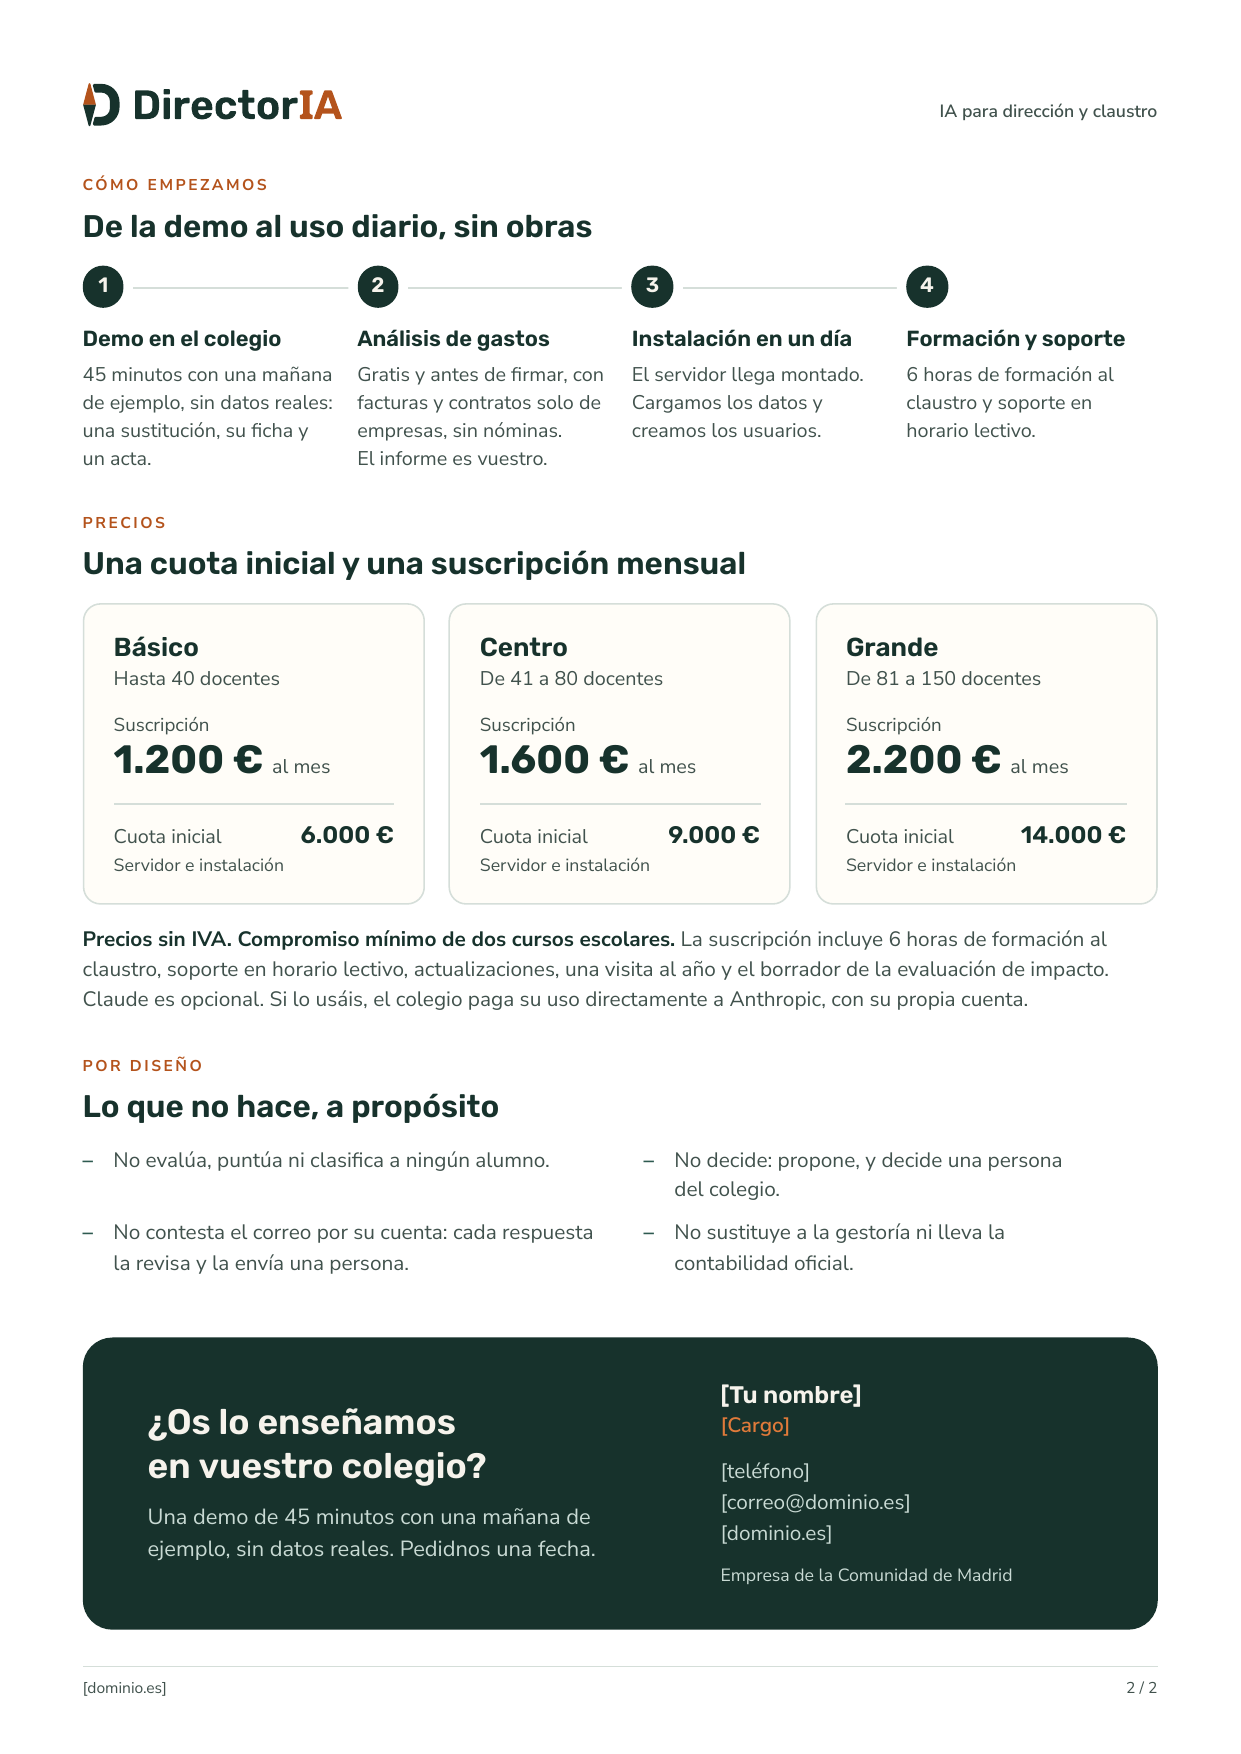 DirectorIA
IA para dirección y claustro
CÓMO EMPEZAMOS
De la demo al uso diario, sin obras
1
2
3
4
Demo en el colegio
45 minutos con una mañana
de ejemplo, sin datos reales:
una sustitución, su ficha y
un acta.
Análisis de gastos
Gratis y antes de firmar, con
facturas y contratos solo de
empresas, sin nóminas.
El informe es vuestro.
Instalación en un día
El servidor llega montado.
Cargamos los datos y
creamos los usuarios.
Formación y soporte
6 horas de formación al
claustro y soporte en
horario lectivo.
PRECIOS
Una cuota inicial y una suscripción mensual
Básico
Hasta 40 docentes
Suscripción
1.200 € al mes
Cuota inicial 6.000 €
Servidor e instalación
Centro
De 41 a 80 docentes
Suscripción
1.600 € al mes
Cuota inicial 9.000 €
Servidor e instalación
Grande
De 81 a 150 docentes
Suscripción
2.200 € al mes
Cuota inicial 14.000 €
Servidor e instalación
Precios sin IVA. Compromiso mínimo de dos cursos escolares. La suscripción incluye 6 horas de formación al
claustro, soporte en horario lectivo, actualizaciones, una visita al año y el borrador de la evaluación de impacto.
Claude es opcional. Si lo usáis, el colegio paga su uso directamente a Anthropic, con su propia cuenta.
POR DISEÑO
Lo que no hace, a propósito
– No evalúa, puntúa ni clasifica a ningún alumno.
– No decide: propone, y decide una persona
del colegio.
– No contesta el correo por su cuenta: cada respuesta
la revisa y la envía una persona.
– No sustituye a la gestoría ni lleva la
contabilidad oficial.
¿Os lo enseñamos
en vuestro colegio?
Una demo de 45 minutos con una mañana de
ejemplo, sin datos reales. Pedidnos una fecha.
[Tu nombre]
[Cargo]
[teléfono]
[correo@dominio.es]
[dominio.es]
Empresa de la Comunidad de Madrid
[dominio.es]
2 / 2